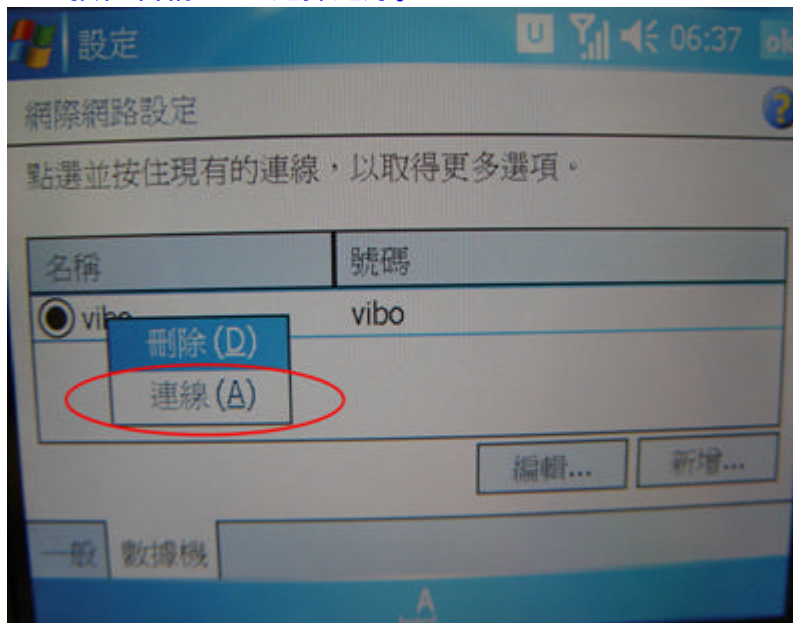 設定 U 06:37 ok
網際網路設定 ?
點選並按住現有的連線,以取得更多選項。
名稱 號碼
vibo vibo
刪除(D)
連線(A)
編輯... 新增...
一般 數據機
A